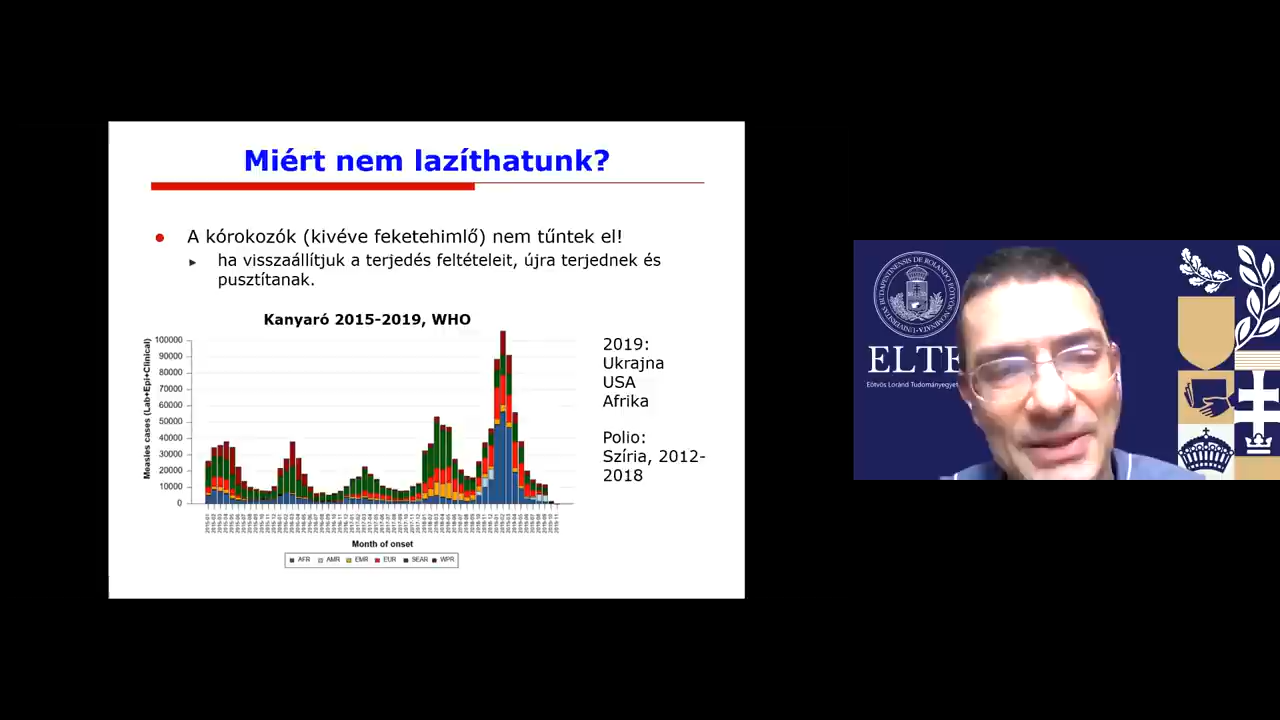 Miért nem lazíthatunk?
A kórokozók (kivéve feketehimlő) nem tűntek el!
ha visszaállítjuk a terjedés feltételeit, újra terjednek és
pusztítanak.
Kanyaró 2015-2019, WHO
Measles cases (Lab+Epi+Clinical)
100000
90000
80000
70000
60000
50000
40000
30000
20000
10000
0
Month of onset
AFR AMR EMR EUR SEAR WPR
2019:
Ukrajna
USA
Afrika
Polio:
Szíria, 2012-
2018
ELTE
Eötvös Loránd Tudományegyet